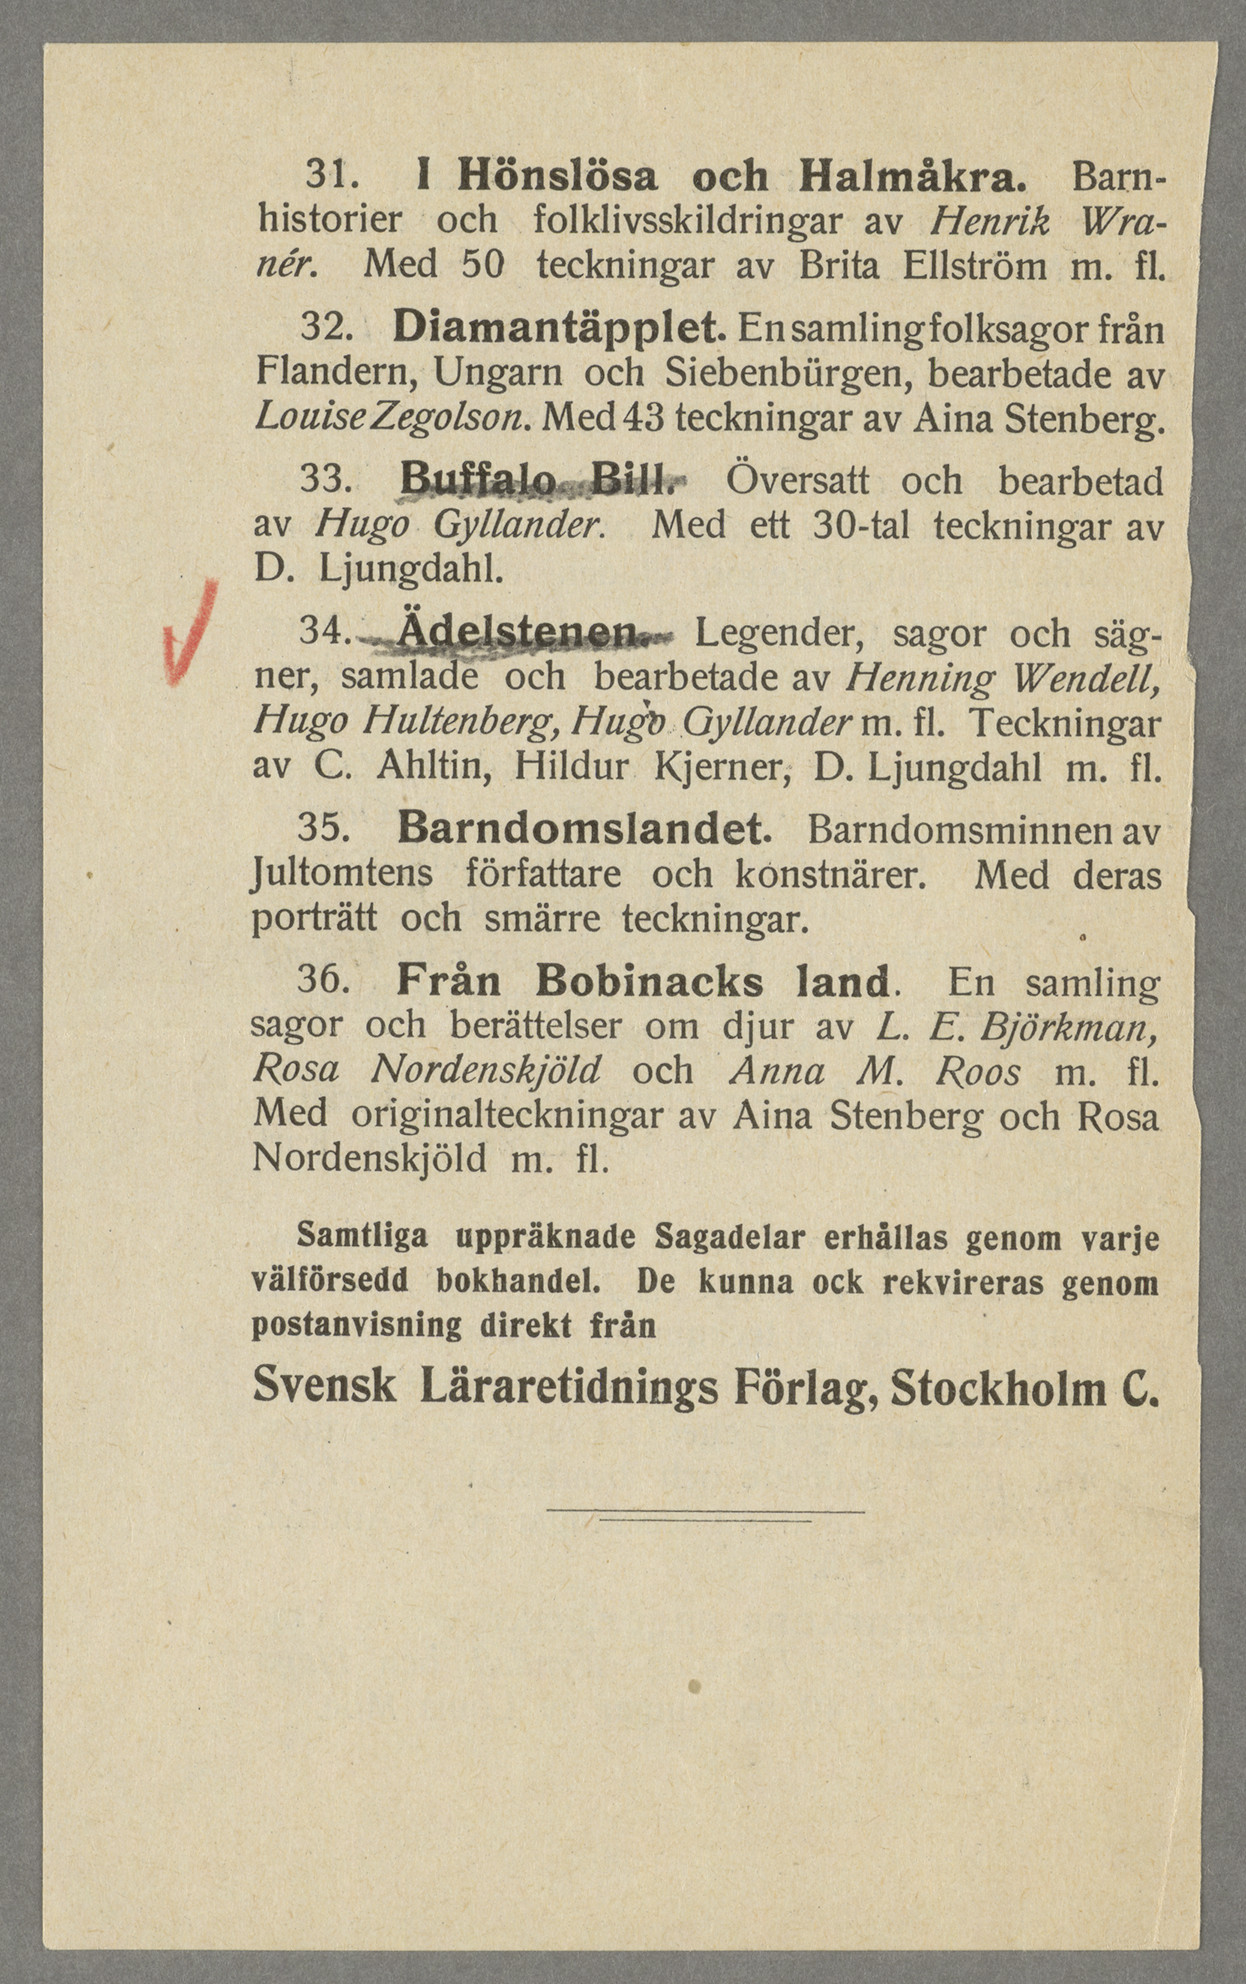 31. I Hönslösa och Halmåkra. Barn-
historier och folklivsskildringar av Henrik Wra-
nér. Med 50 teckningar av Brita Ellström m. fl.
32. Diamantäpplet. En samling folksagor från
Flandern, Ungarn och Siebenbürgen, bearbetade av
Louise Zegolson. Med 43 teckningar av Aina Stenberg.
33. Buffalo Bill. Översatt och bearbetad
av Hugo Gyllander. Med ett 30-tal teckningar av
D. Ljungdahl.
34. Ädelstenen. Legender, sagor och säg-
ner, samlade och bearbetade av Henning Wendell,
Hugo Hultenberg, Hugo Gyllander m. fl. Teckningar
av C. Ahltin, Hildur Kjerner, D. Ljungdahl m. fl.
35. Barndomslandet. Barndomsminnen av
Jultomtens författare och konstnärer. Med deras
porträtt och smärre teckningar.
36. Från Bobinacks land. En samling
sagor och berättelser om djur av L. E. Björkman,
Rosa Nordenskjöld och Anna M. Roos m. fl.
Med originalteckningar av Aina Stenberg och Rosa
Nordenskjöld m. fl.
Samtliga uppräknade Sagadelar erhållas genom varje
välförsedd bokhandel. De kunna ock rekvireras genom
postanvisning direkt från
Svensk Läraretidnings Förlag, Stockholm C.